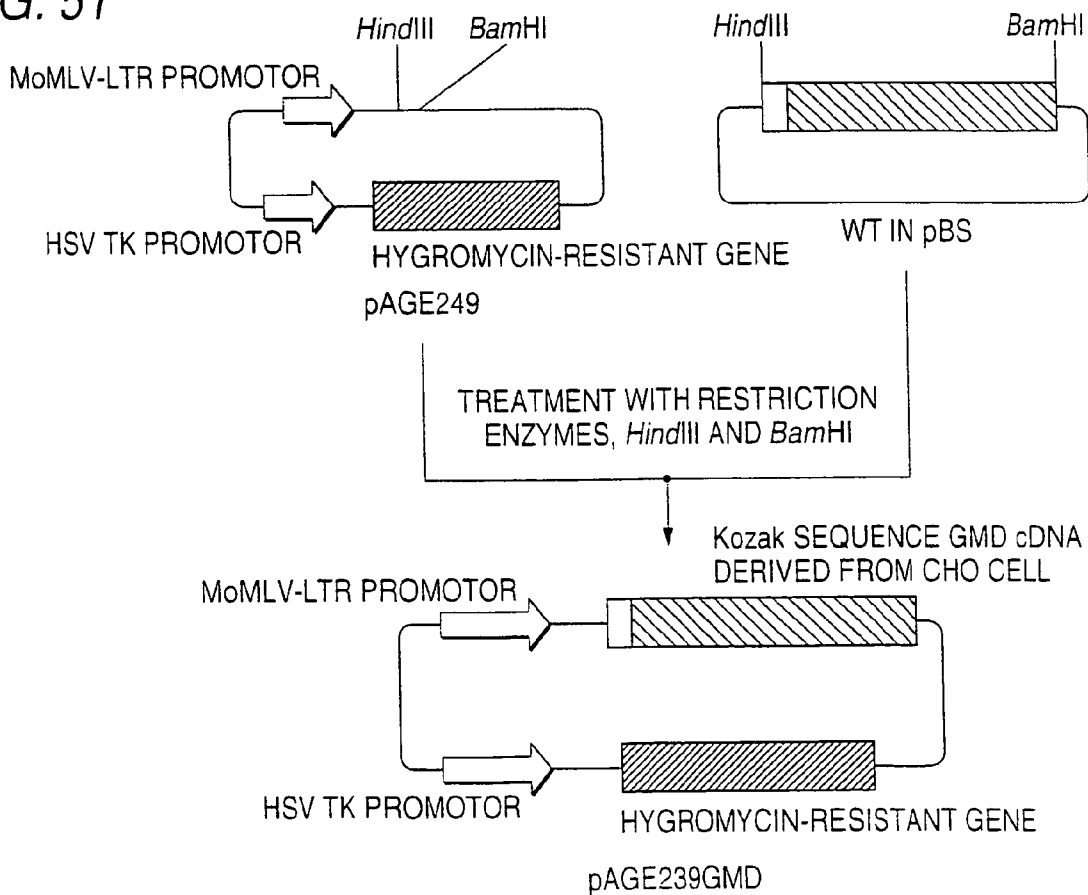 G. 57
HindIII BamHI
HindIII BamHI
MoMLV-LTR PROMOTOR
HSV TK PROMOTOR
HYGROMYCIN-RESISTANT GENE
pAGE249
WT IN pBS
TREATMENT WITH RESTRICTION
ENZYMES, HindIII AND BamHI
Kozak SEQUENCE GMD cDNA
DERIVED FROM CHO CELL
MoMLV-LTR PROMOTOR
HSV TK PROMOTOR
HYGROMYCIN-RESISTANT GENE
pAGE239GMD